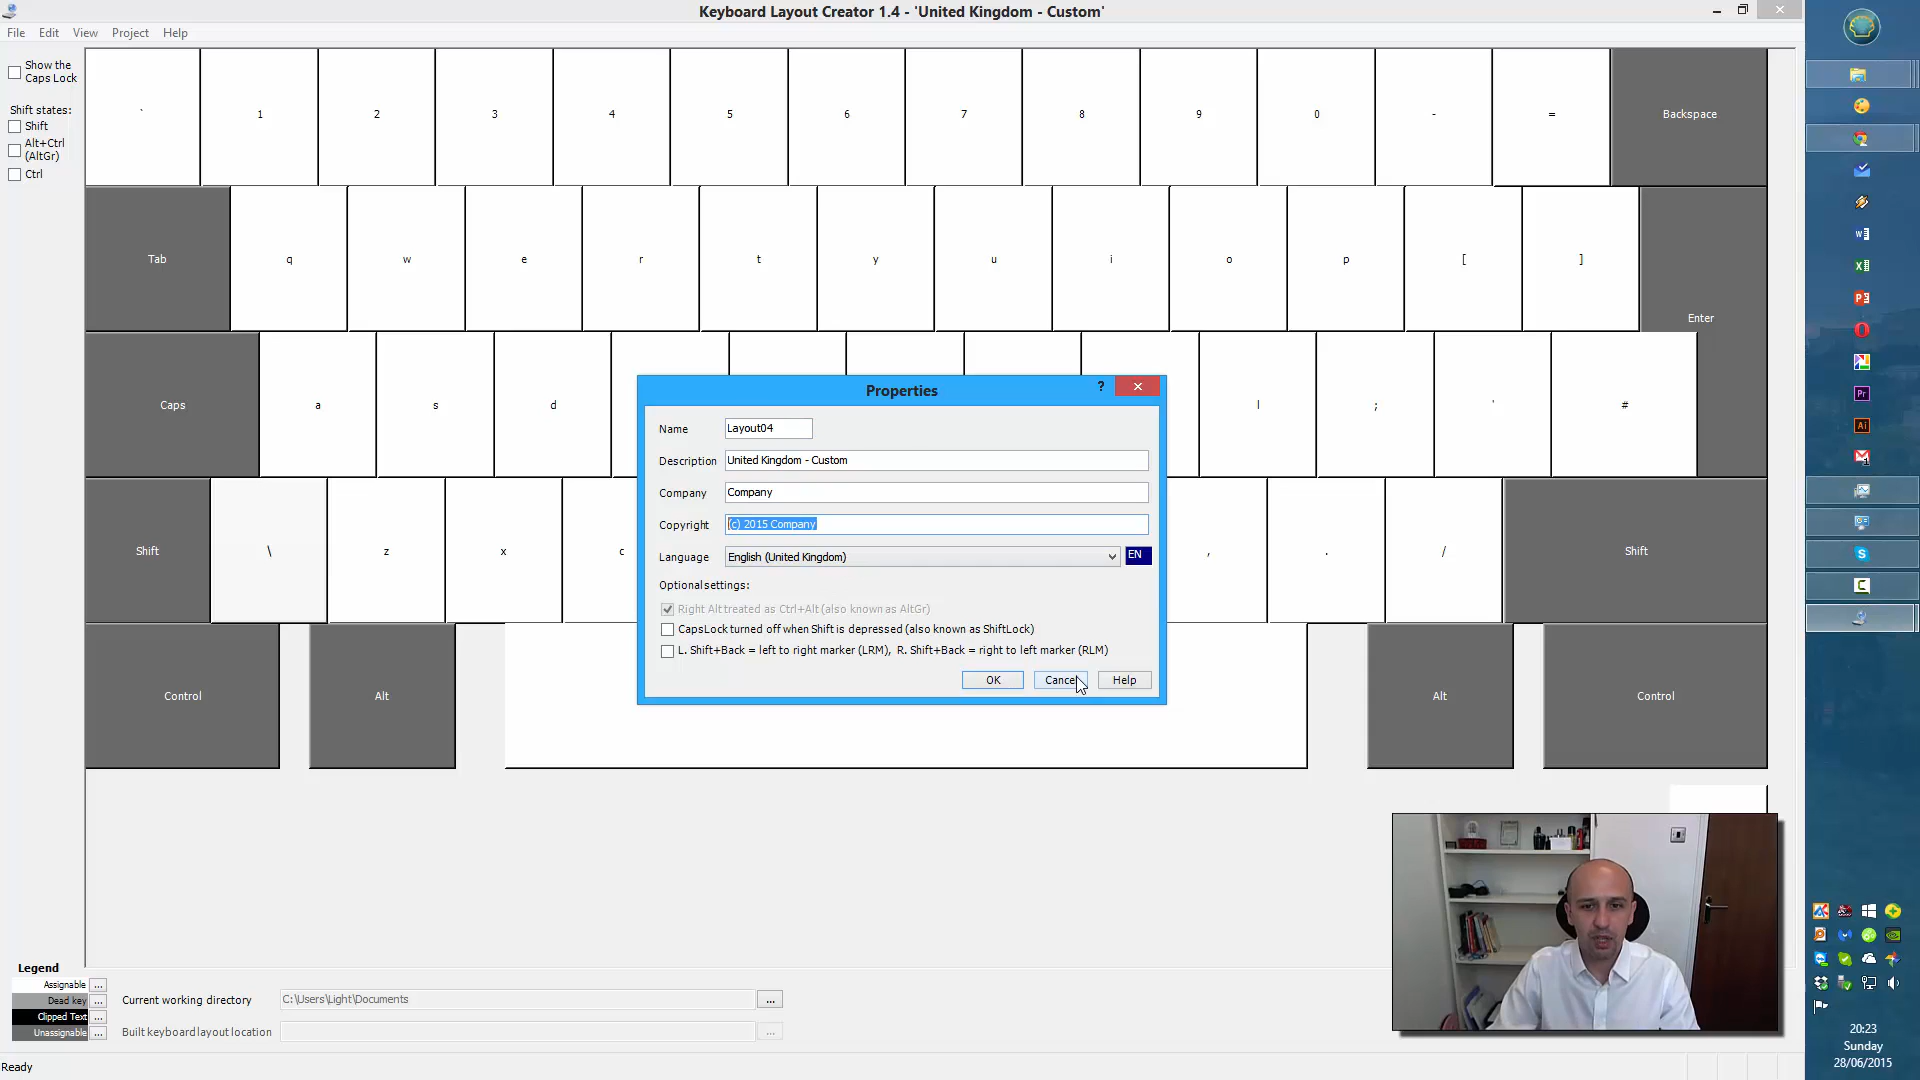 Keyboard Layout Creator 1.4 - 'United Kingdom - Custom'
File Edit View Project Help
Show the
Caps Lock
Shift states:
Shift
Alt+Ctrl
(AltGr)
Ctrl
` 1 2 3 4 5 6 7 8 9 0 - = Backspace
Tab q w e r t y u i o p [ ]
Enter
Caps a s d l ; ' #
Shift \ z x c , . / Shift
Control Alt Alt Control
Properties
?
Name Layout04
Description United Kingdom - Custom
Company Company
Copyright (c) 2015 Company
Language English (United Kingdom) EN
Optional settings:
Right Alt treated as Ctrl+Alt (also known as AltGr)
CapsLock turned off when Shift is depressed (also known as ShiftLock)
L. Shift+Back = left to right marker (LRM), R. Shift+Back = right to left marker (RLM)
OK Cancel Help
Legend
Assignable ...
Dead key ...
Clipped Text ...
Unassignable ...
Current working directory C:\Users\Light\Documents ...
Built keyboard layout location ...
Ready
Pr
Ai
20:23
Sunday
28/06/2015